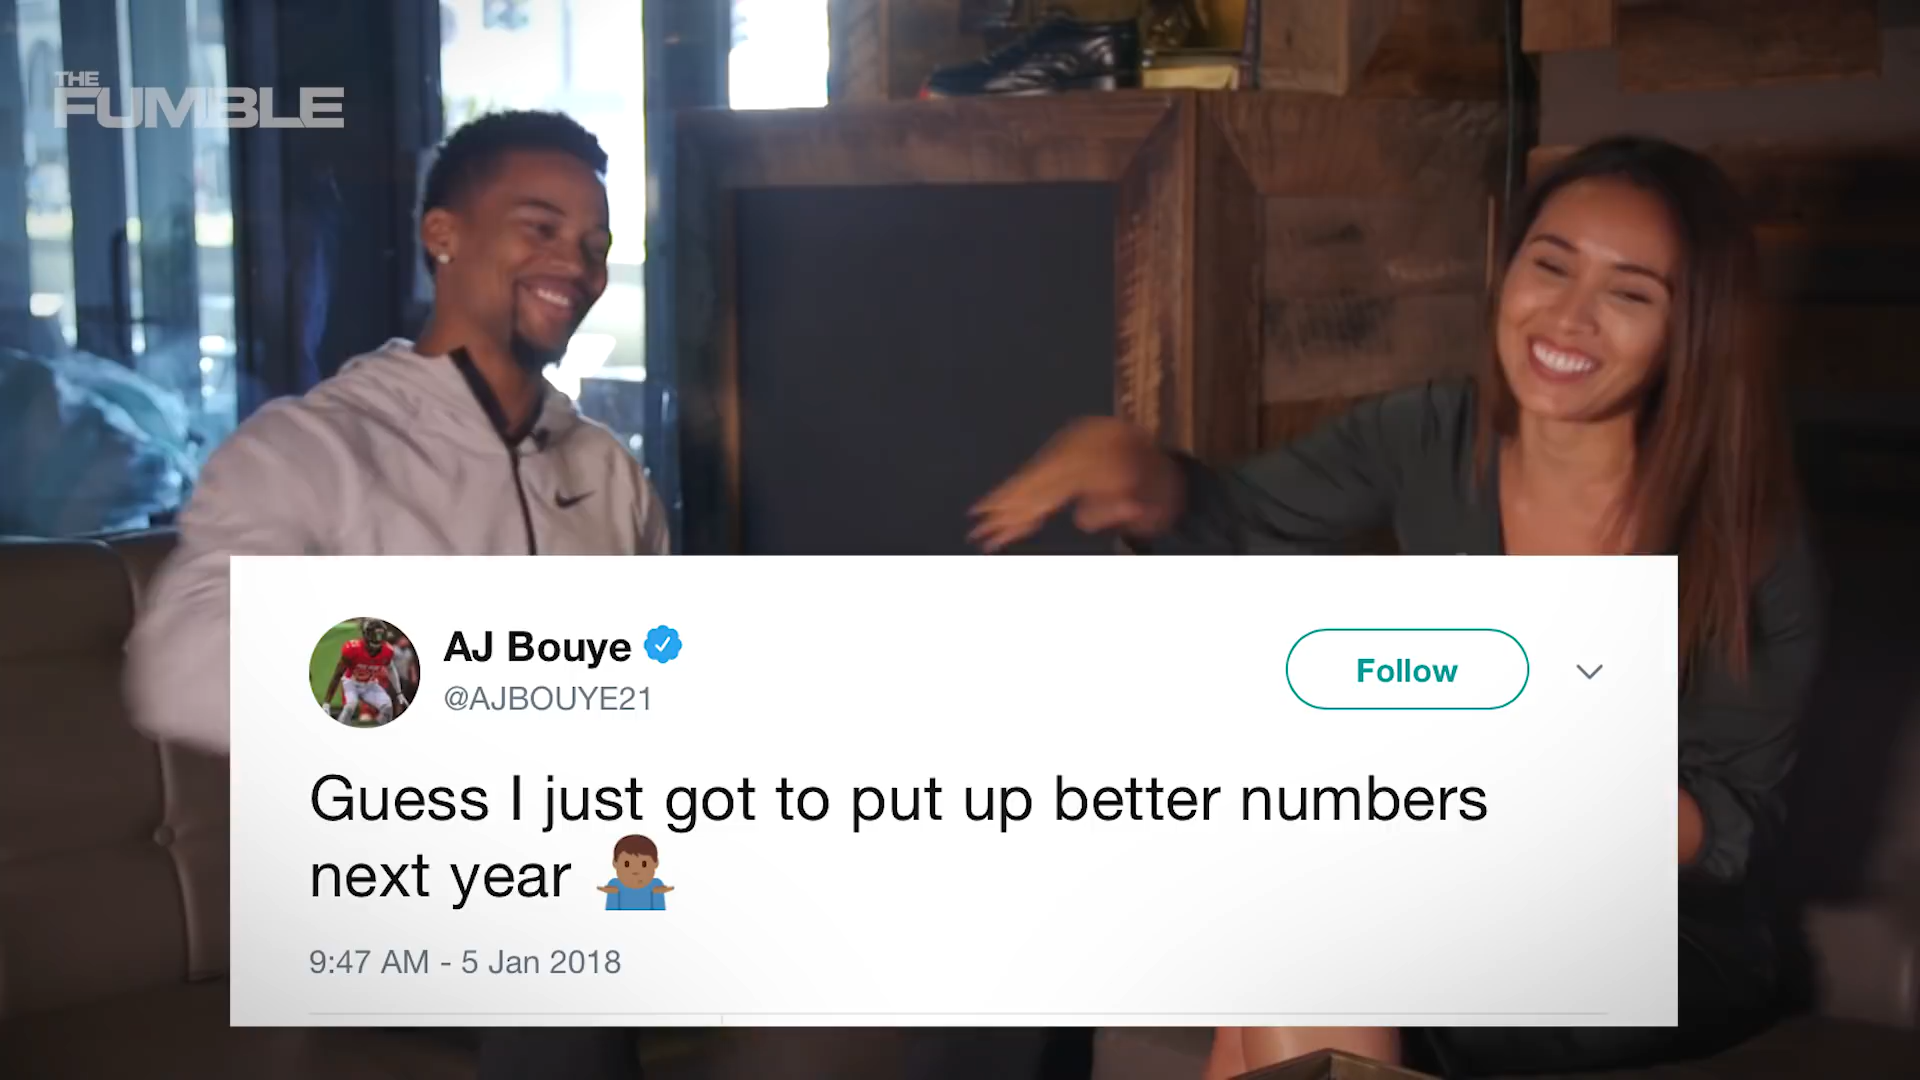 THE
FUMBLE
AJ Bouye
@AJBOUYE21
Follow
Guess I just got to put up better numbers
next year 🤷🏾‍♂️
9:47 AM - 5 Jan 2018